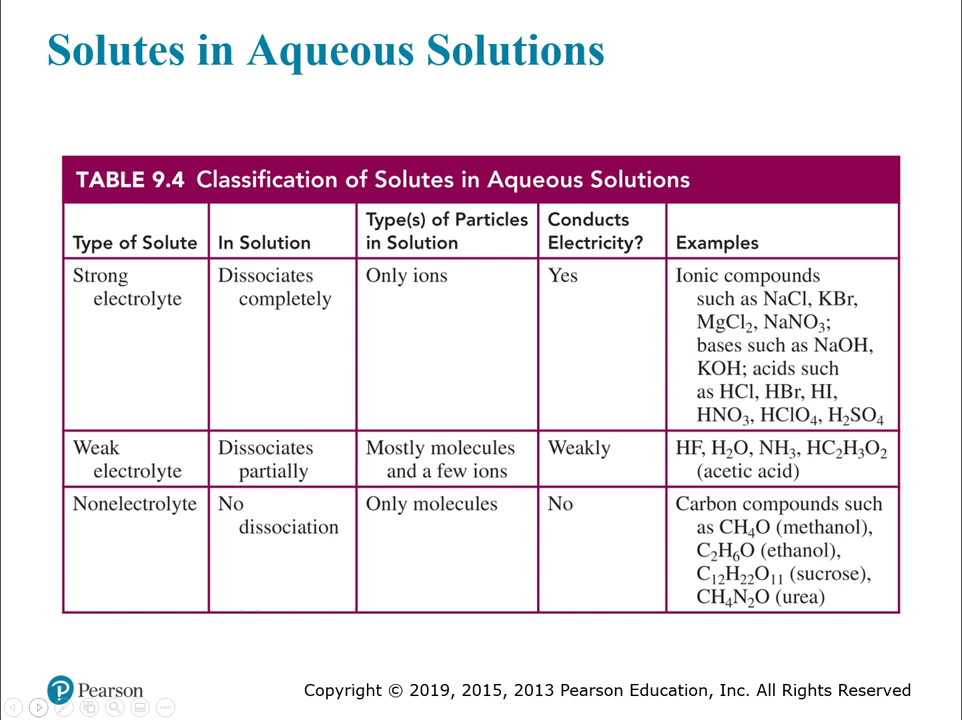 Solutes in Aqueous Solutions
TABLE 9.4 Classification of Solutes in Aqueous Solutions
Type of Solute
In Solution
Type(s) of Particles
in Solution
Conducts
Electricity?
Examples
Strong
electrolyte
Dissociates
completely
Only ions
Yes
Ionic compounds
such as NaCl, KBr,
MgCl₂, NaNO₃;
bases such as NaOH,
KOH; acids such
as HCl, HBr, HI,
HNO₃, HClO₄, H₂SO₄
Weak
electrolyte
Dissociates
partially
Mostly molecules
and a few ions
Weakly
HF, H₂O, NH₃, HC₂H₃O₂
(acetic acid)
Nonelectrolyte
No
dissociation
Only molecules
No
Carbon compounds such
as CH₄O (methanol),
C₂H₆O (ethanol),
C₁₂H₂₂O₁₁ (sucrose),
CH₄N₂O (urea)
P Pearson
Copyright © 2019, 2015, 2013 Pearson Education, Inc. All Rights Reserved